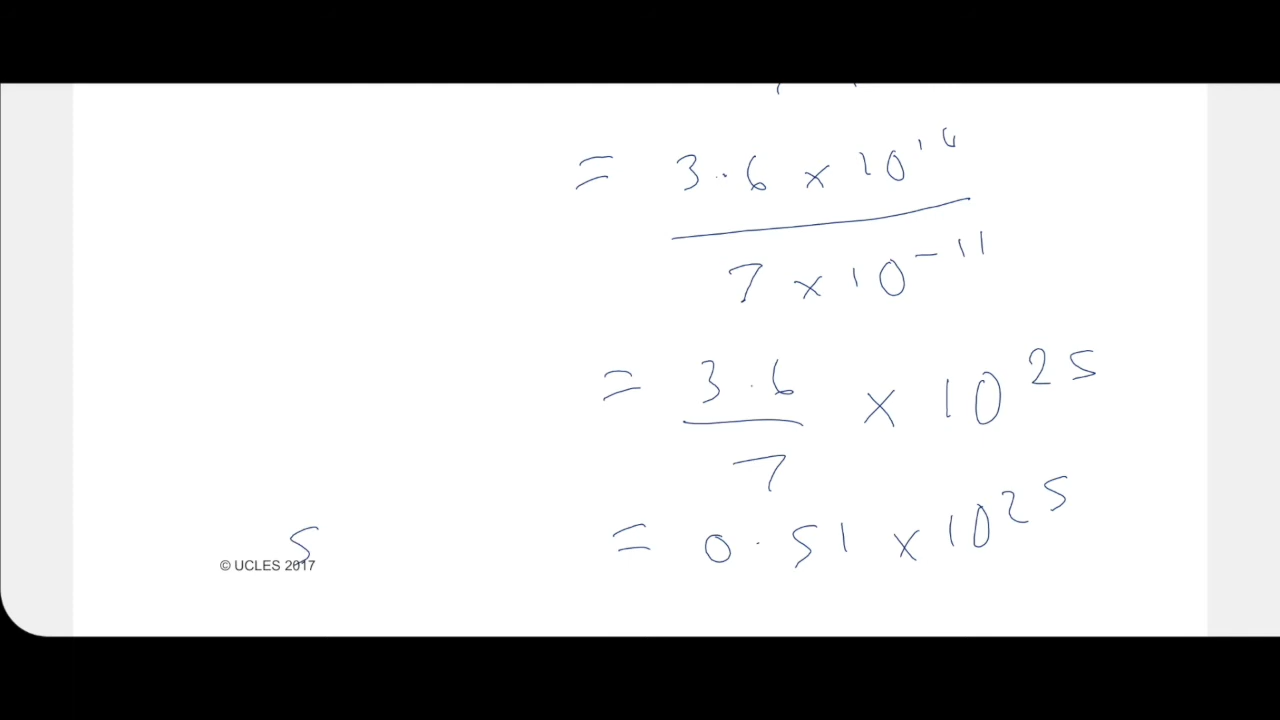 = 3.6 × 10¹⁴
7 × 10⁻¹¹
= 3.6 × 10²⁵
7
= 0.51 × 10²⁵
5
© UCLES 2017